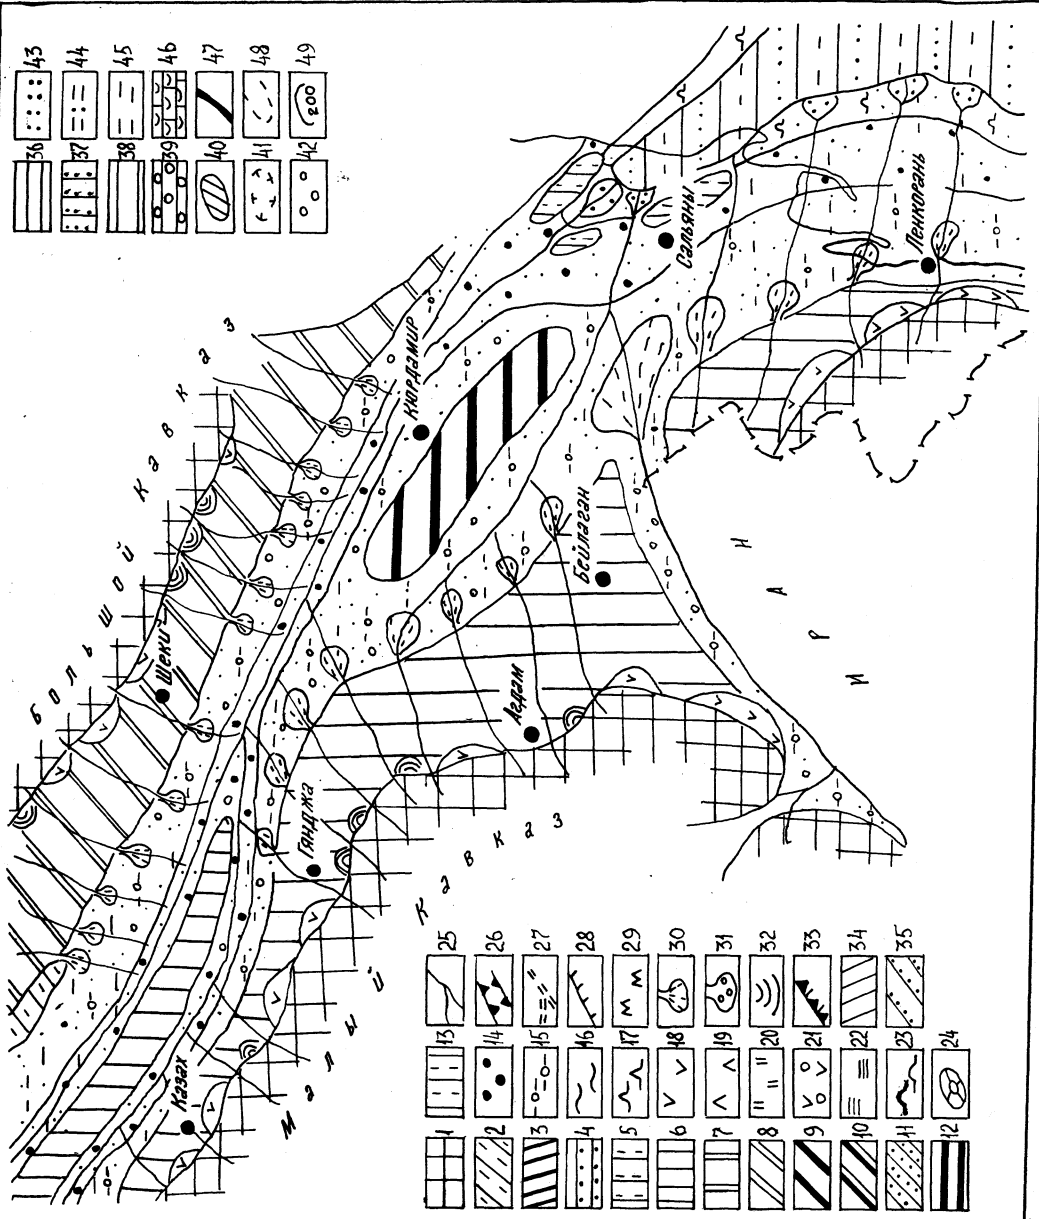 БОЛЬШОЙ КАВКАЗ
МАЛЫЙ КАВКАЗ
ИРАН
Шеки
Кюрдамир
Сальяны
Ленкорань
Бейлаган
Агдам
Гянджа
Казах
43 44 45 46 47 48 49
200
36 37 38 39 40 41 42
25 26 27 28 29 30 31 32 33 34 35
13 14 15 16 17 18 19 20 21 22 23 24
1 2 3 4 5 6 7 8 9 10 11 12